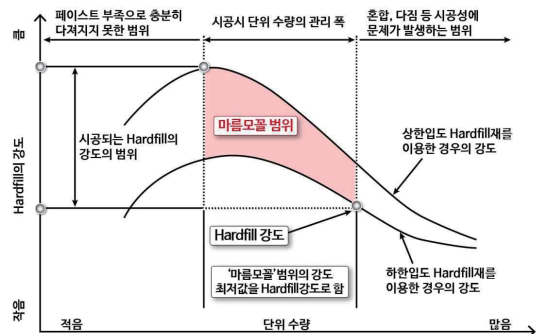 페이스트 부족으로 충분히
다져지지 못한 범위
시공시 단위 수량의 관리 폭
혼합, 다짐 등 시공성에
문제가 발생하는 범위
큼
마름모꼴 범위
시공되는 Hardfill의
강도의 범위
상한입도 Hardfill재를
이용한 경우의 강도
Hardfill의 강도
Hardfill 강도
'마름모꼴'범위의 강도
최저값을 Hardfill강도로 함
하한입도 Hardfill재를
이용한 경우의 강도
작음
적음
단위 수량
많음